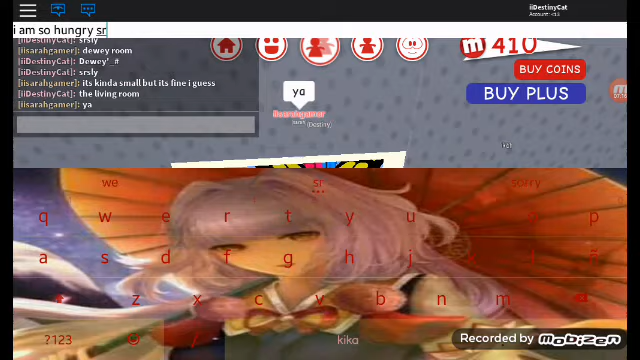 iiDestinyCat
Account: <13
i am so hungry sr
[iiDestinyCat]: srsly
[iisarahgamer]: dewey room
[iiDestinyCat]: Dewey'_#
[iiDestinyCat]: srsly
[iisarahgamer]: its kinda small but its fine i guess
[iiDestinyCat]: the living room
[iisarahgamer]: ya
m 410
BUY COINS
BUY PLUS
ya
iisarahgamer
(Destiny)
we sr sorry
q w e r t y u i o p
a s d f g h j k l ñ
z x c v b n m
?123 / kika
Recorded by MOBIZEN